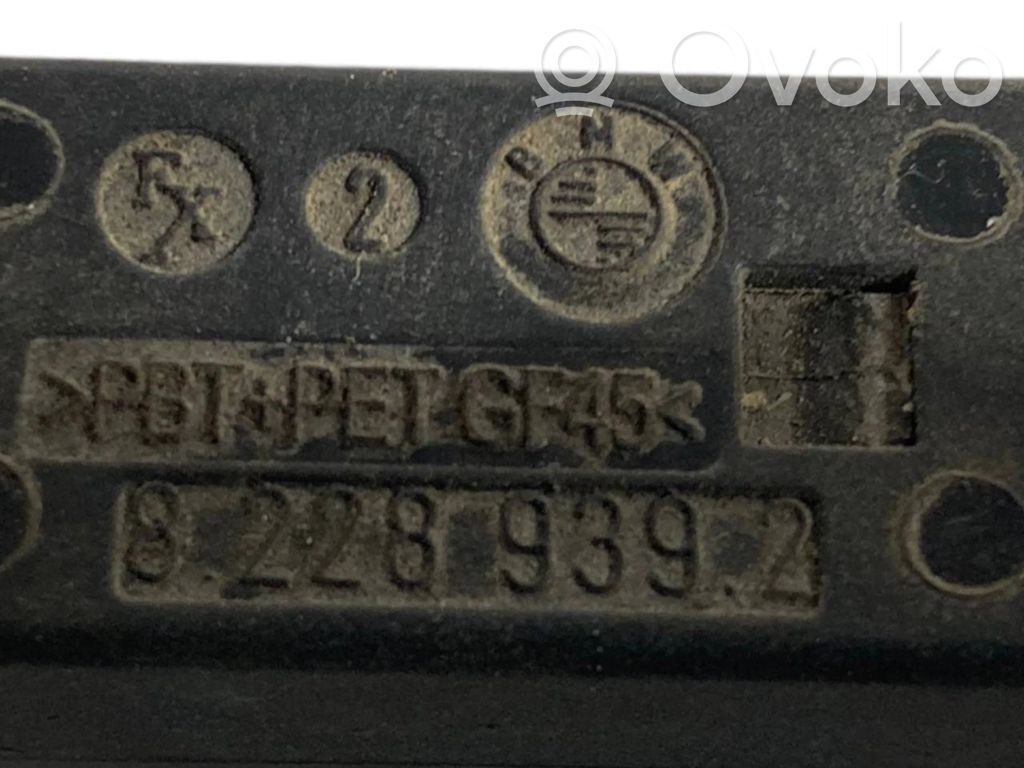 Ovoko
FX 2 BMW
>PBT+PET GF45<
8.228 939.2